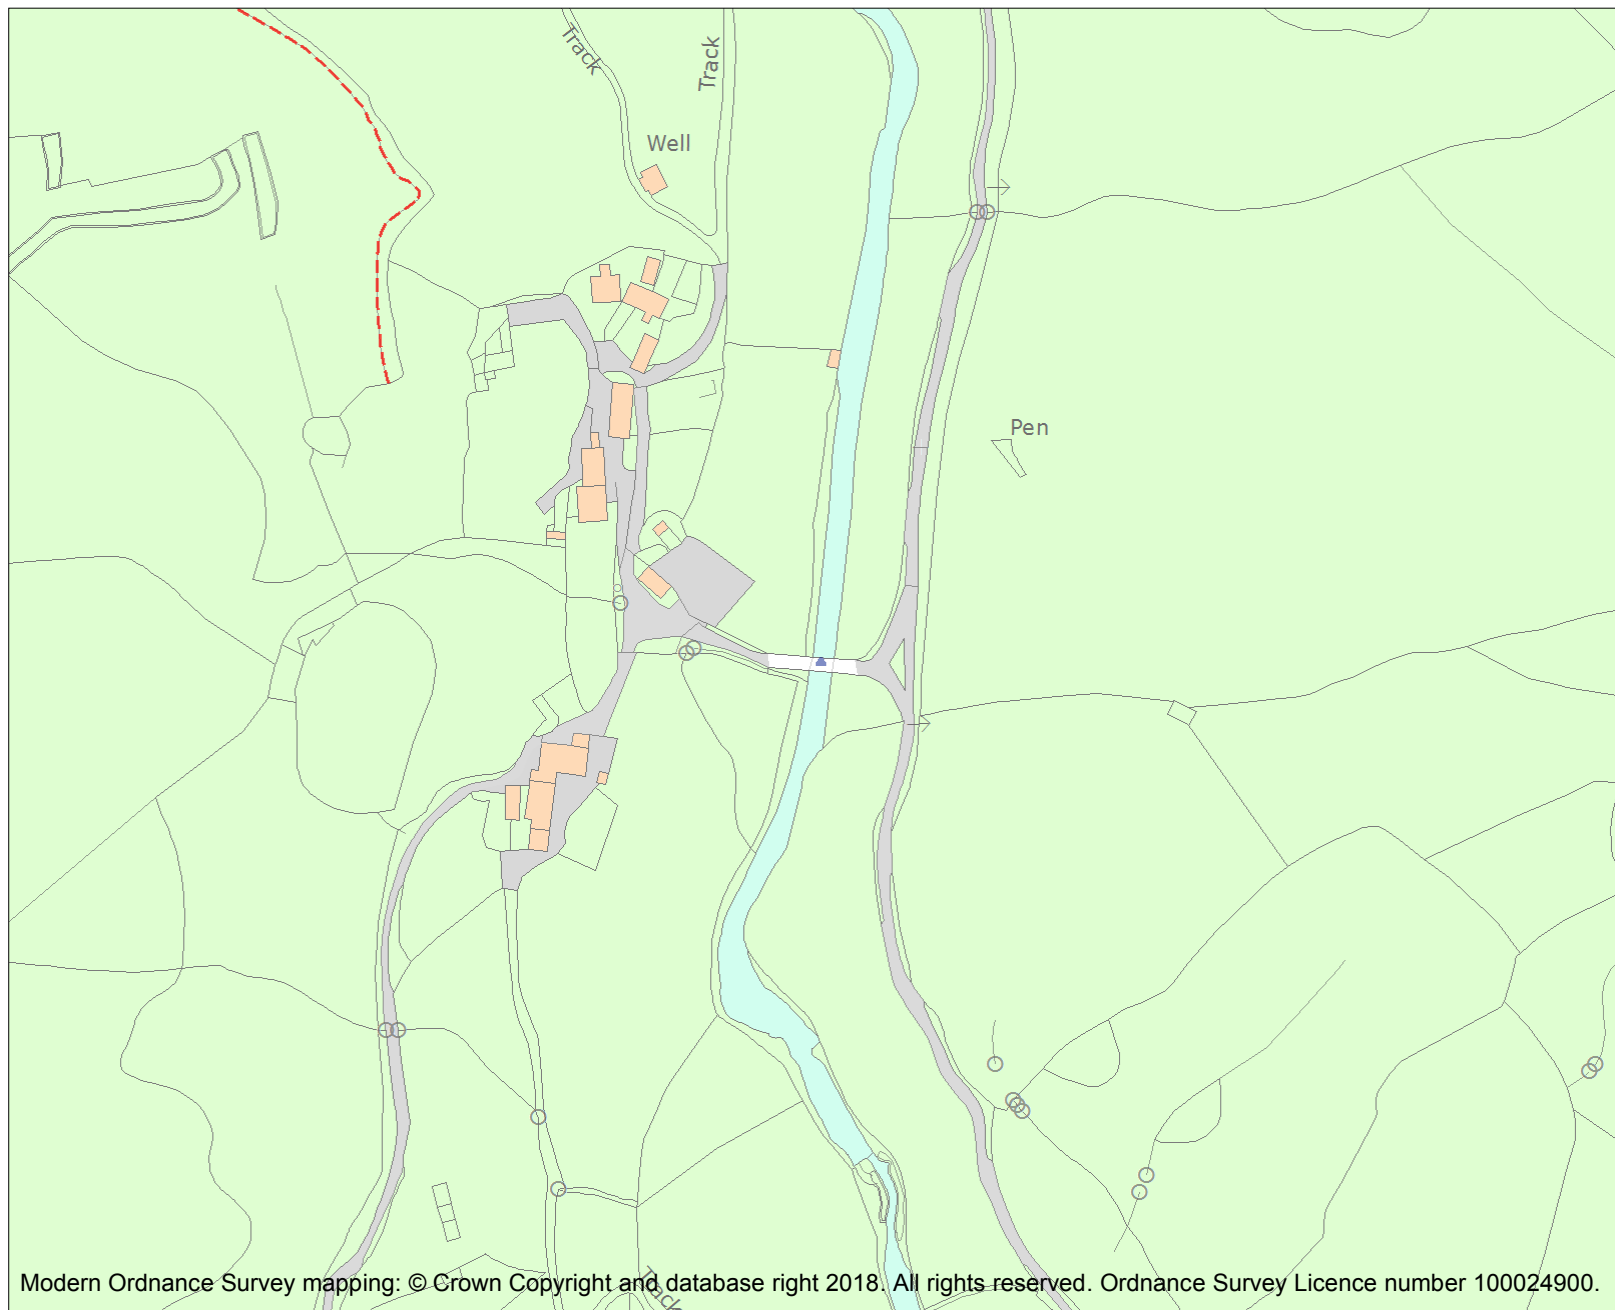 Track
Track
Well
Pen
Track
Modern Ordnance Survey mapping: © Crown Copyright and database right 2018. All rights reserved. Ordnance Survey Licence number 100024900.